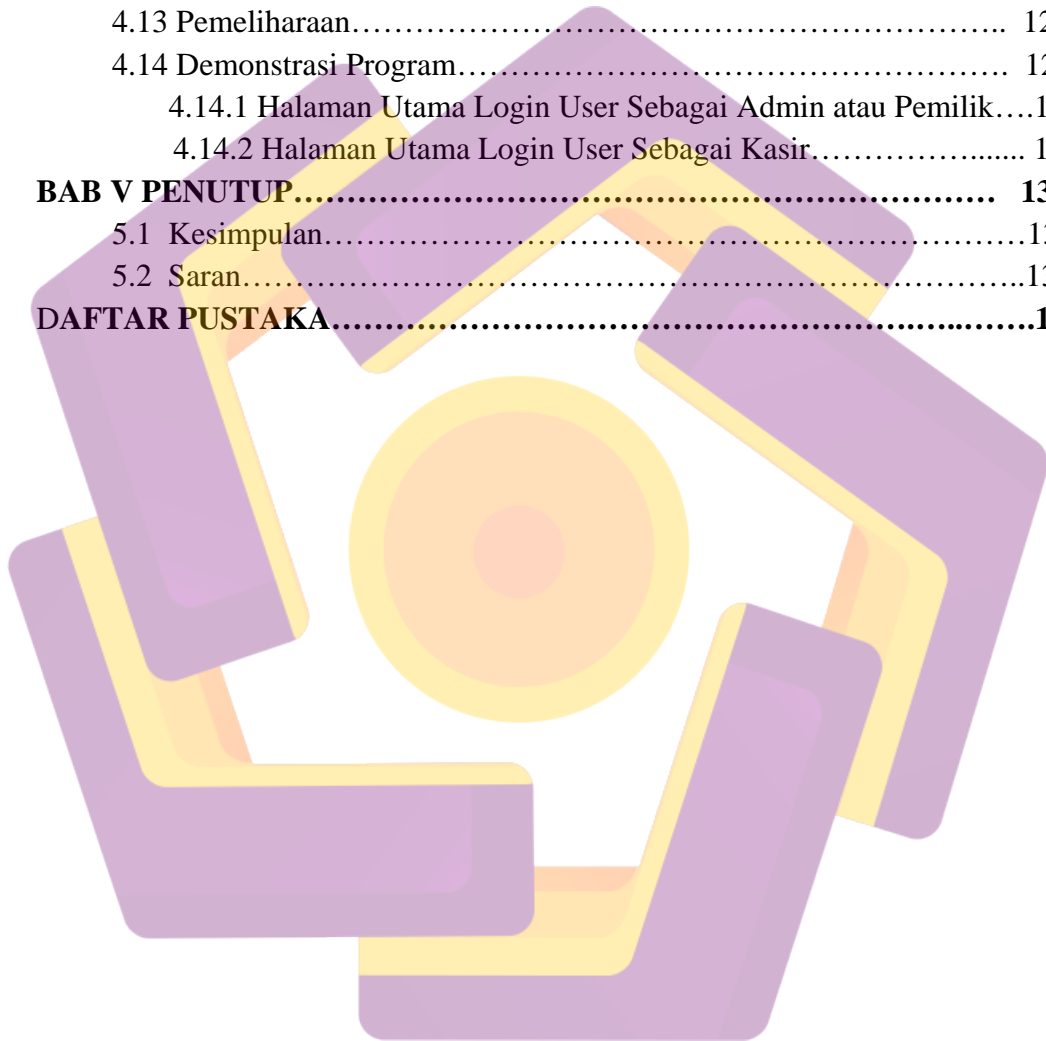 4.13 Pemeliharaan……………………………………………………….. 12
4.14 Demonstrasi Program………………………………………………. 12
4.14.1 Halaman Utama Login User Sebagai Admin atau Pemilik….1
4.14.2 Halaman Utama Login User Sebagai Kasir…………….......  1
BAB V PENUTUP…………………………………………………………… 13
5.1 Kesimpulan……………………………………………………………13
5.2 Saran…………………………………………………………………..13
DAFTAR PUSTAKA………………………………………………….…...…….1